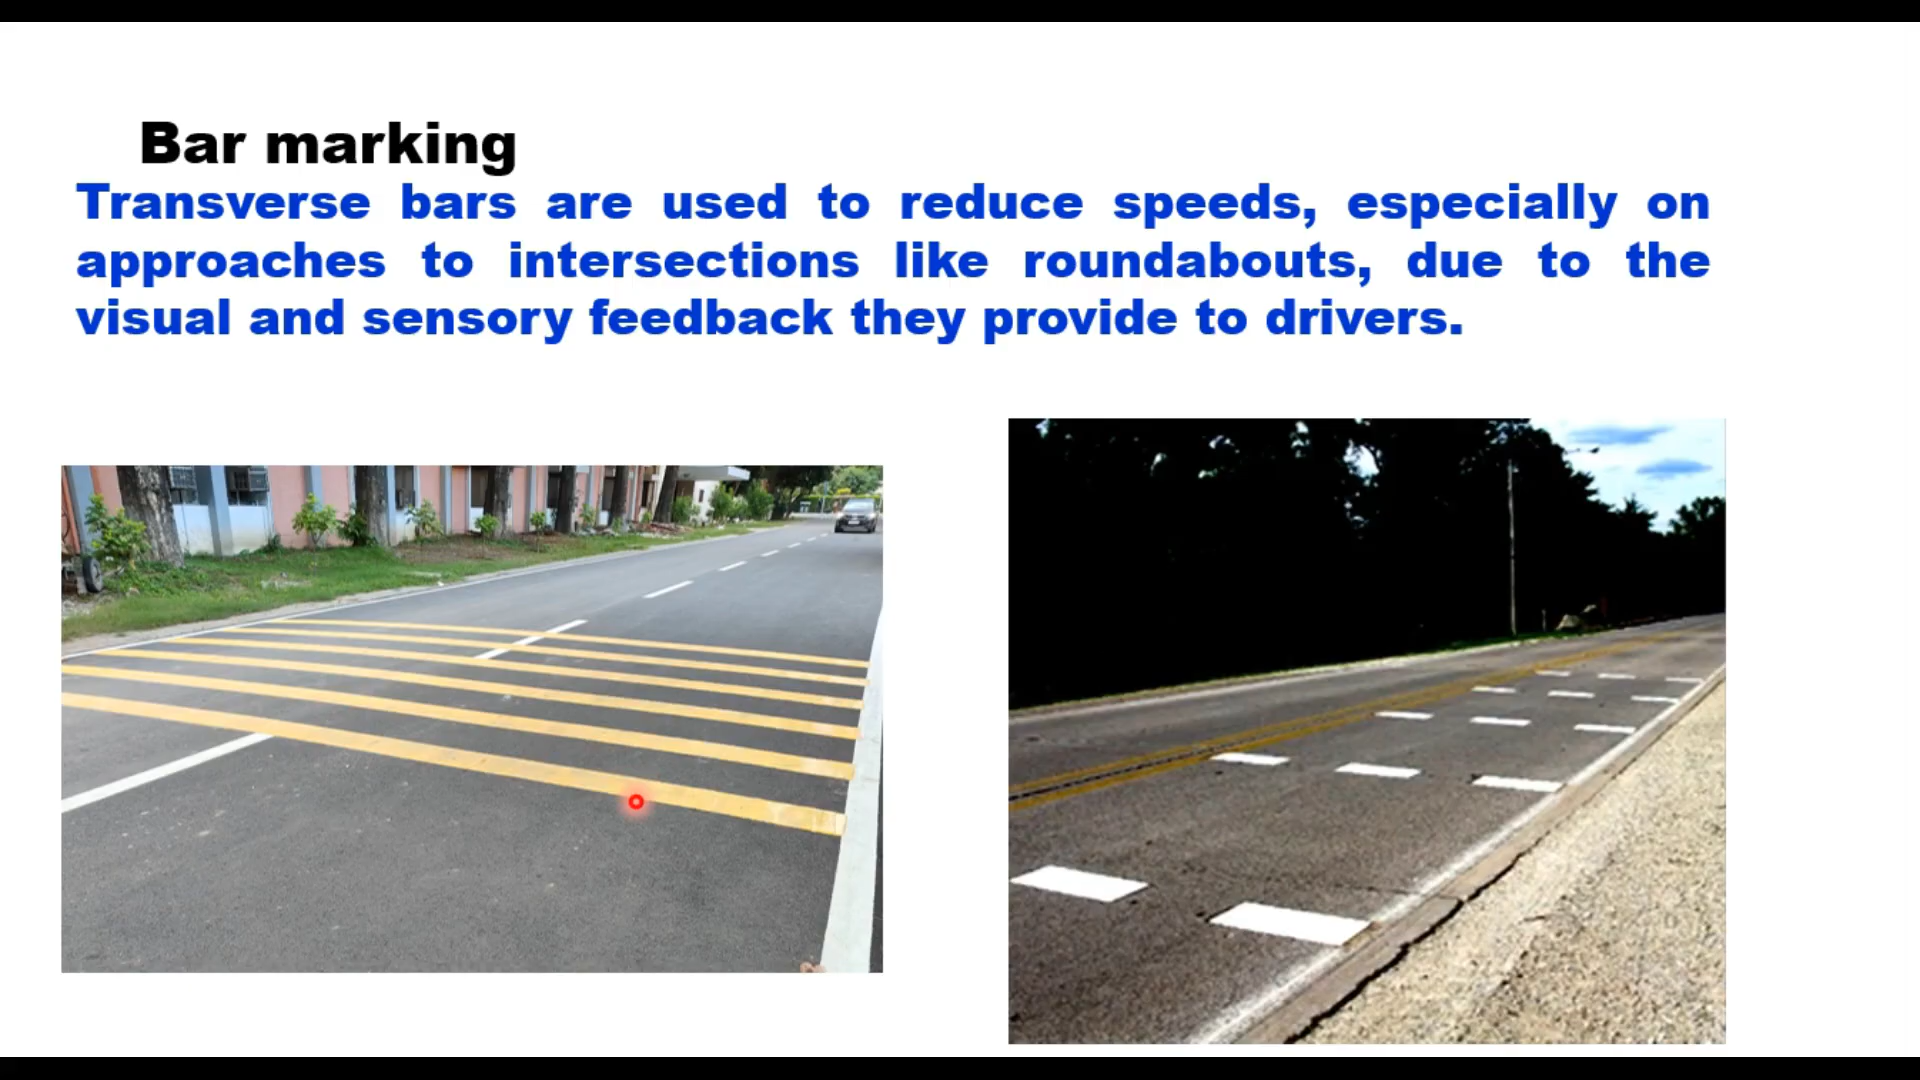 Bar marking
Transverse bars are used to reduce speeds, especially on
approaches to intersections like roundabouts, due to the
visual and sensory feedback they provide to drivers.